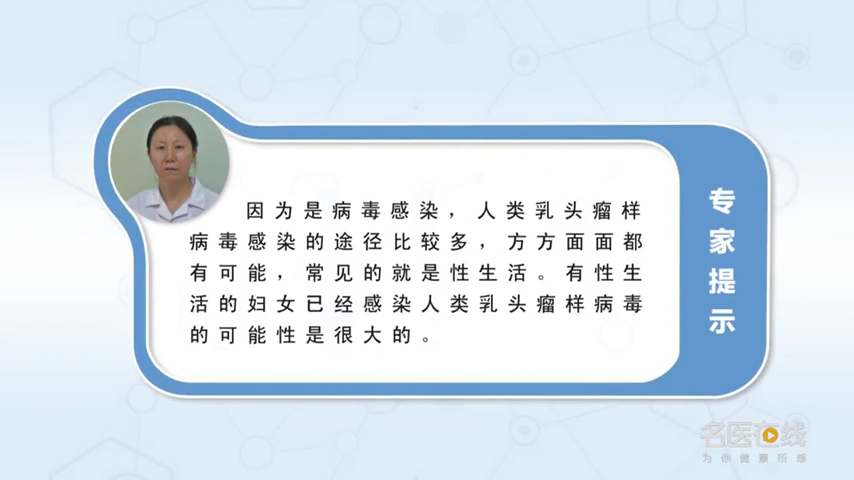 因为是病毒感染，人类乳头瘤样
病毒感染的途径比较多，方方面面都
有可能，常见的就是性生活。有性生
活的妇女已经感染人类乳头瘤样病毒
的可能性是很大的。
专家提示
名医在线
为你健康所想